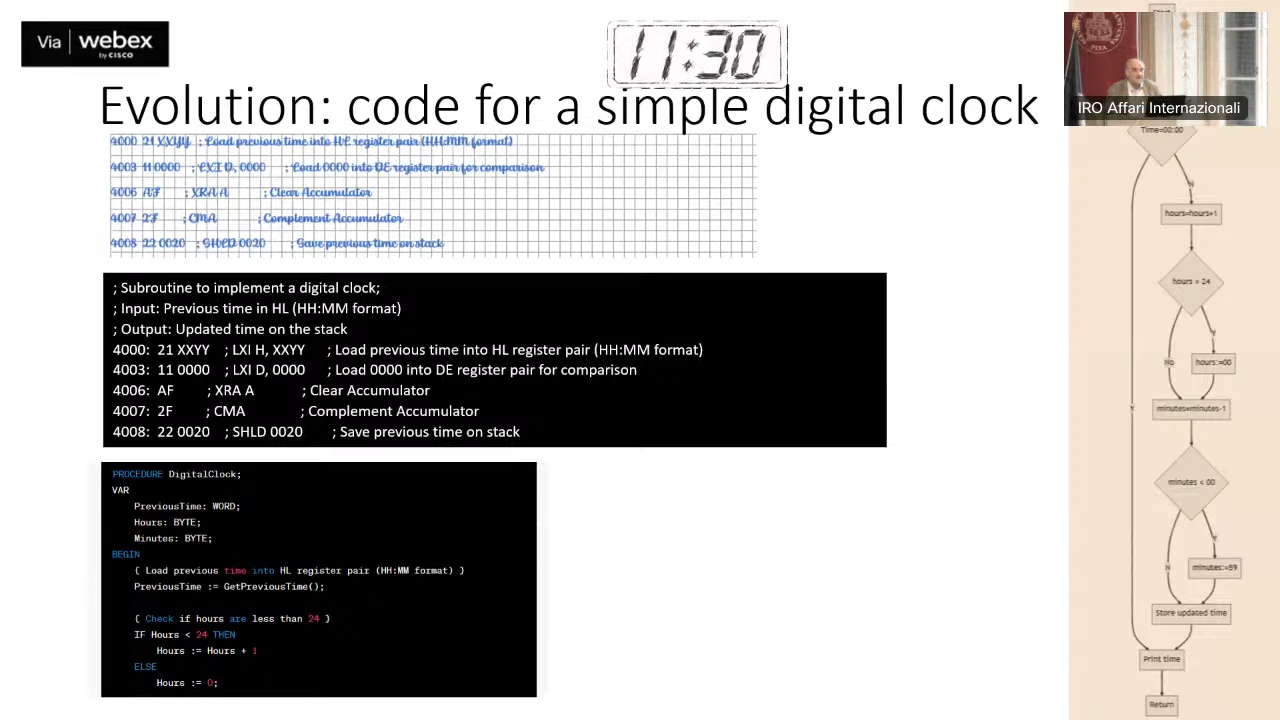 Via webex
by CISCO
11:30
Evolution: code for a simple digital clock
IRO Affari Internazionali
4000 21 XXYY ; Load previous time into HL register pair (HH:MM format)
4003 11 0000 ; LXI D, 0000 ; Load 0000 into DE register pair for comparison
4006 AF ; XRA A ; Clear Accumulator
4007 2F ; CMA ; Complement Accumulator
4008 22 0020 ; SHLD 0020 ; Save previous time on stack
; Subroutine to implement a digital clock;
; Input: Previous time in HL (HH:MM format)
; Output: Updated time on the stack
4000: 21 XXYY ; LXI H, XXYY ; Load previous time into HL register pair (HH:MM format)
4003: 11 0000 ; LXI D, 0000 ; Load 0000 into DE register pair for comparison
4006: AF ; XRA A ; Clear Accumulator
4007: 2F ; CMA ; Complement Accumulator
4008: 22 0020 ; SHLD 0020 ; Save previous time on stack
PROCEDURE DigitalClock;
VAR
PreviousTime: WORD;
Hours: BYTE;
Minutes: BYTE;
BEGIN
{ Load previous time into HL register pair (HH:MM format) }
PreviousTime := GetPreviousTime();
{ Check if hours are less than 24 }
IF Hours < 24 THEN
Hours := Hours + 1
ELSE
Hours := 0;
Time=00:00
N
hours=hours+1
hours = 24
Y
No
hours:=00
Y
minutes=minutes-1
minutes < 00
Y
N
minutes:=59
Store updated time
Print time
Return